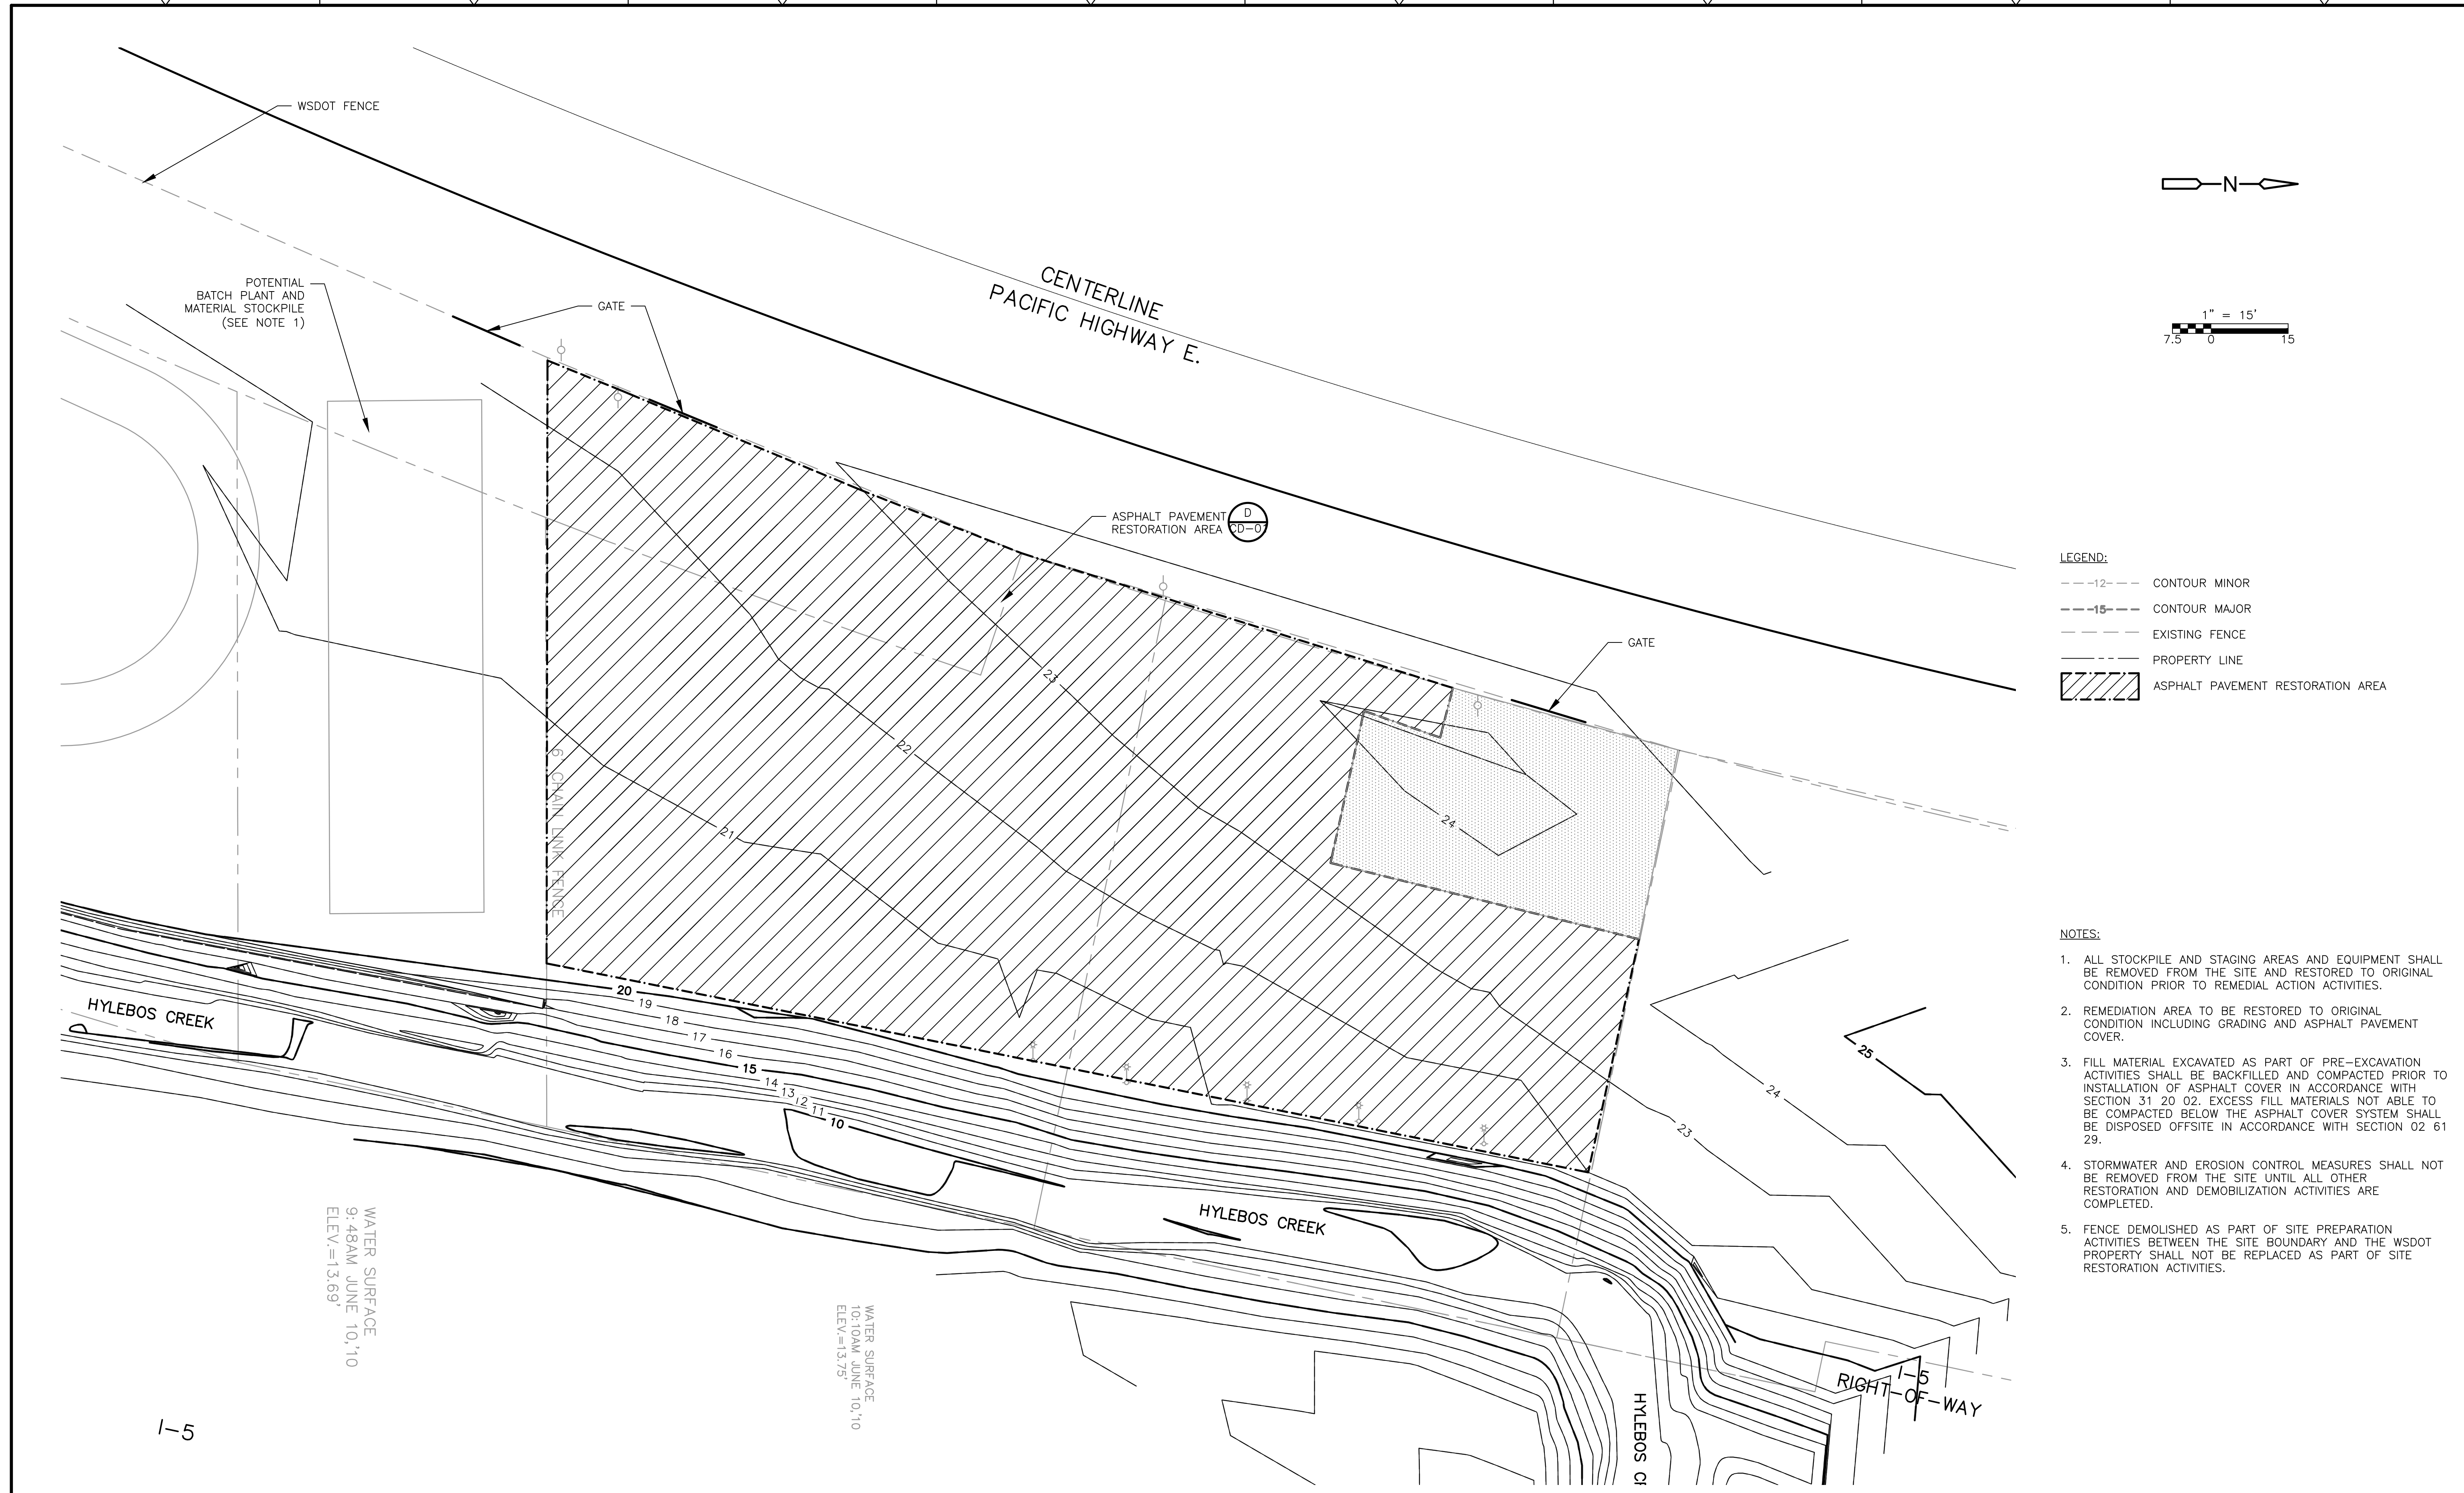 WSDOT FENCE
POTENTIAL
BATCH PLANT AND
MATERIAL STOCKPILE
(SEE NOTE 1)
GATE
CENTERLINE
PACIFIC HIGHWAY E.
ASPHALT PAVEMENT
RESTORATION AREA
D
CD-01
GATE
23
22
21
24
6' CHAIN LINK FENCE
20
19
18
17
16
15
14
13
12
11
10
HYLEBOS CREEK
HYLEBOS CREEK
24
23
25
WATER SURFACE
9:48AM JUNE 10,'10
ELEV.=13.69'
WATER SURFACE
10:10AM JUNE 10,'10
ELEV.=13.75'
I-5
I-5
RIGHT-OF-WAY
HYLEBOS
N
1" = 15'
7.5 0 15
LEGEND:
12 CONTOUR MINOR
15 CONTOUR MAJOR
EXISTING FENCE
PROPERTY LINE
ASPHALT PAVEMENT RESTORATION AREA
NOTES:
1. ALL STOCKPILE AND STAGING AREAS AND EQUIPMENT SHALL
BE REMOVED FROM THE SITE AND RESTORED TO ORIGINAL
CONDITION PRIOR TO REMEDIAL ACTION ACTIVITIES.
2. REMEDIATION AREA TO BE RESTORED TO ORIGINAL
CONDITION INCLUDING GRADING AND ASPHALT PAVEMENT
COVER.
3. FILL MATERIAL EXCAVATED AS PART OF PRE-EXCAVATION
ACTIVITIES SHALL BE BACKFILLED AND COMPACTED PRIOR TO
INSTALLATION OF ASPHALT COVER IN ACCORDANCE WITH
SECTION 31 20 02. EXCESS FILL MATERIALS NOT ABLE TO
BE COMPACTED BELOW THE ASPHALT COVER SYSTEM SHALL
BE DISPOSED OFFSITE IN ACCORDANCE WITH SECTION 02 61
29.
4. STORMWATER AND EROSION CONTROL MEASURES SHALL NOT
BE REMOVED FROM THE SITE UNTIL ALL OTHER
RESTORATION AND DEMOBILIZATION ACTIVITIES ARE
COMPLETED.
5. FENCE DEMOLISHED AS PART OF SITE PREPARATION
ACTIVITIES BETWEEN THE SITE BOUNDARY AND THE WSDOT
PROPERTY SHALL NOT BE REPLACED AS PART OF SITE
RESTORATION ACTIVITIES.